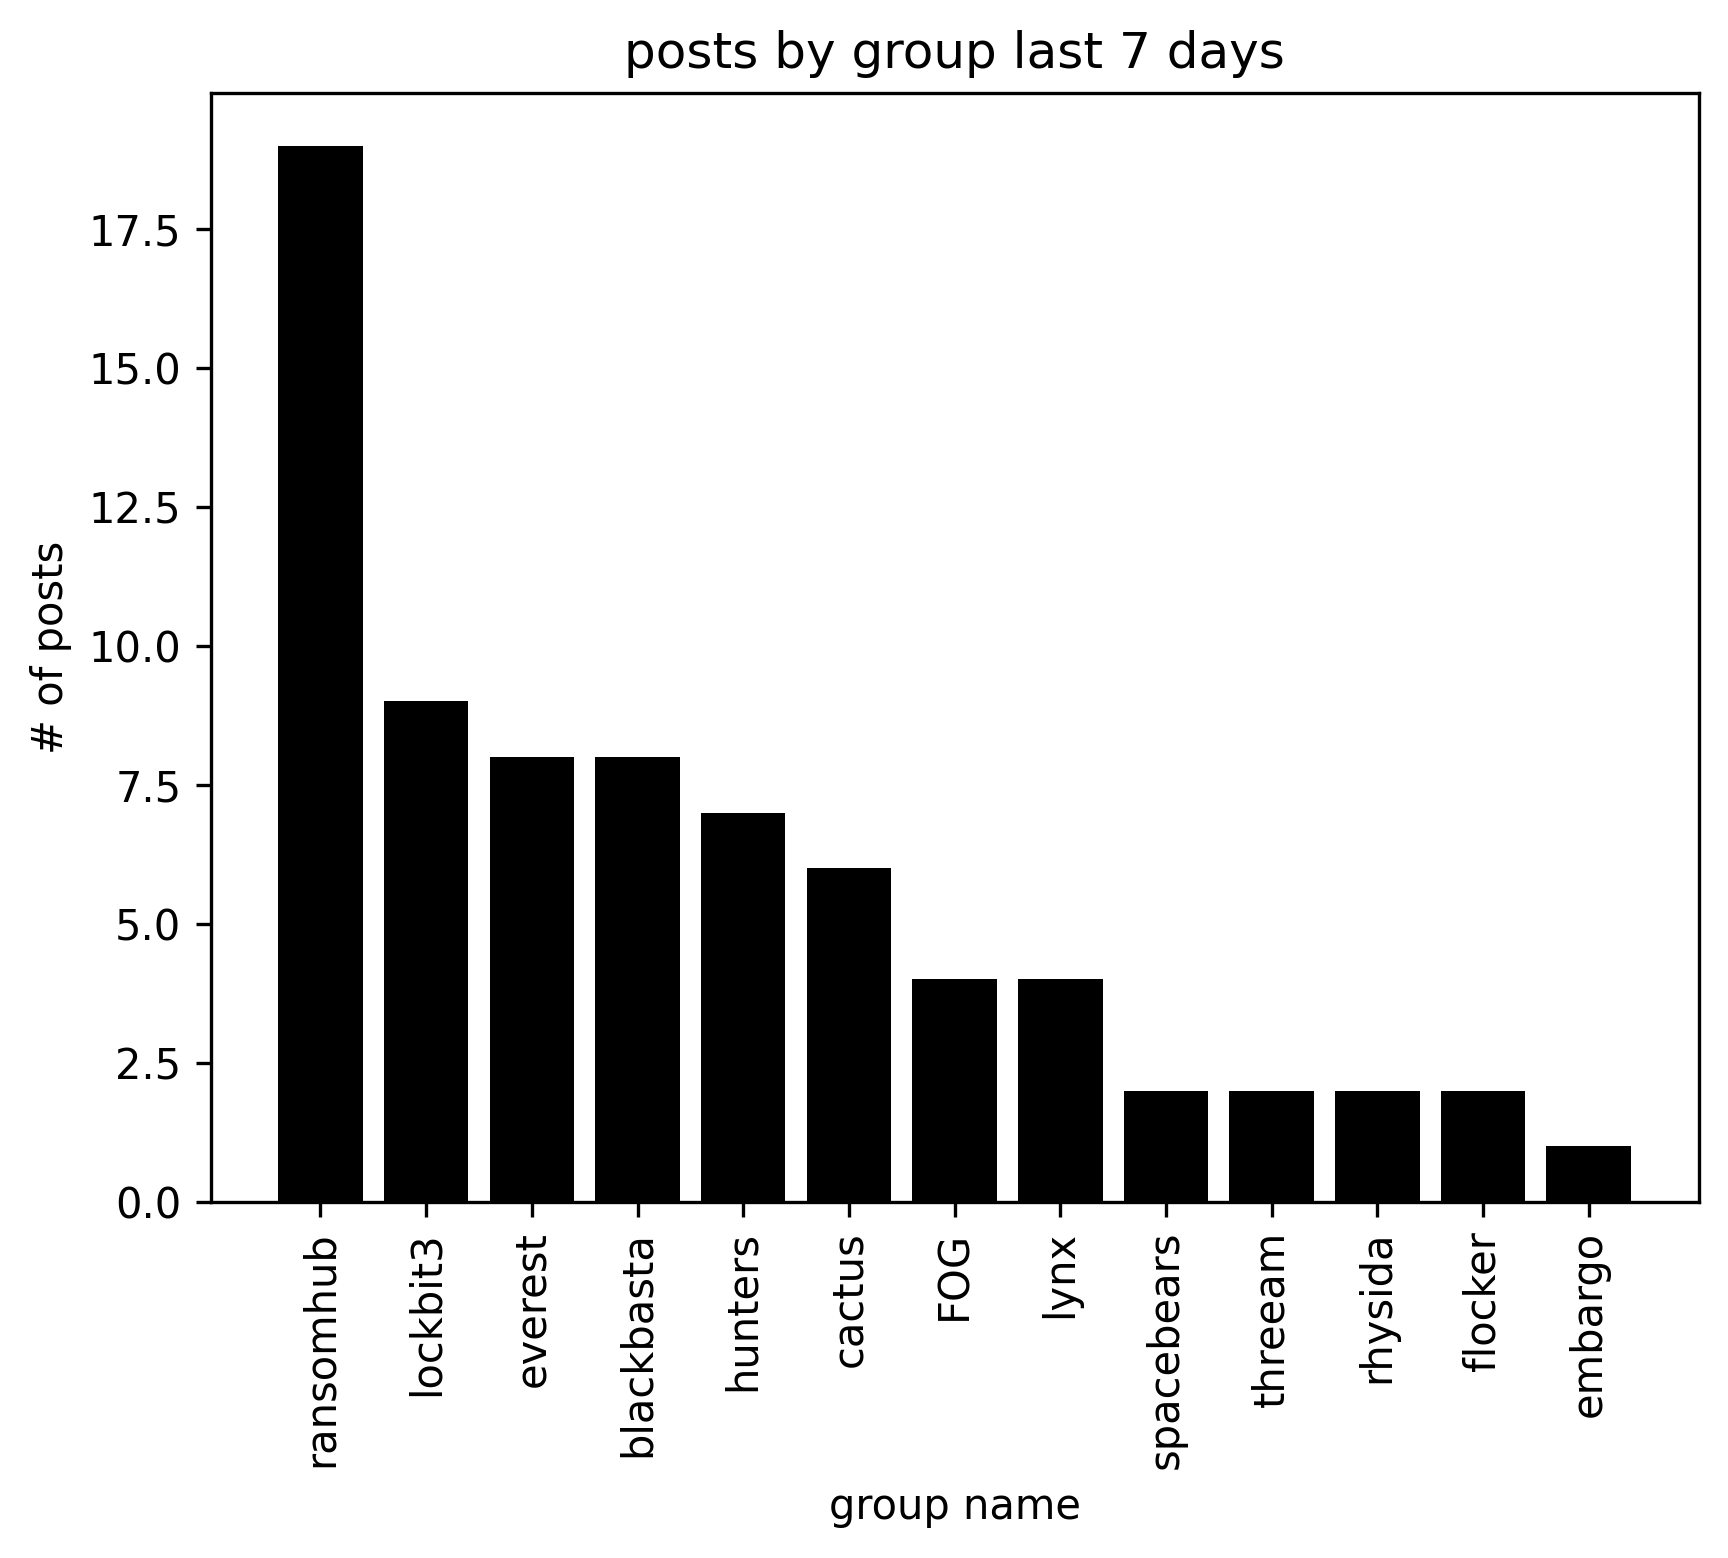 posts by group last 7 days
# of posts
17.5
15.0
12.5
10.0
7.5
5.0
2.5
0.0
ransomhub
lockbit3
everest
blackbasta
hunters
cactus
FOG
lynx
spacebears
threeam
rhysida
flocker
embargo
group name